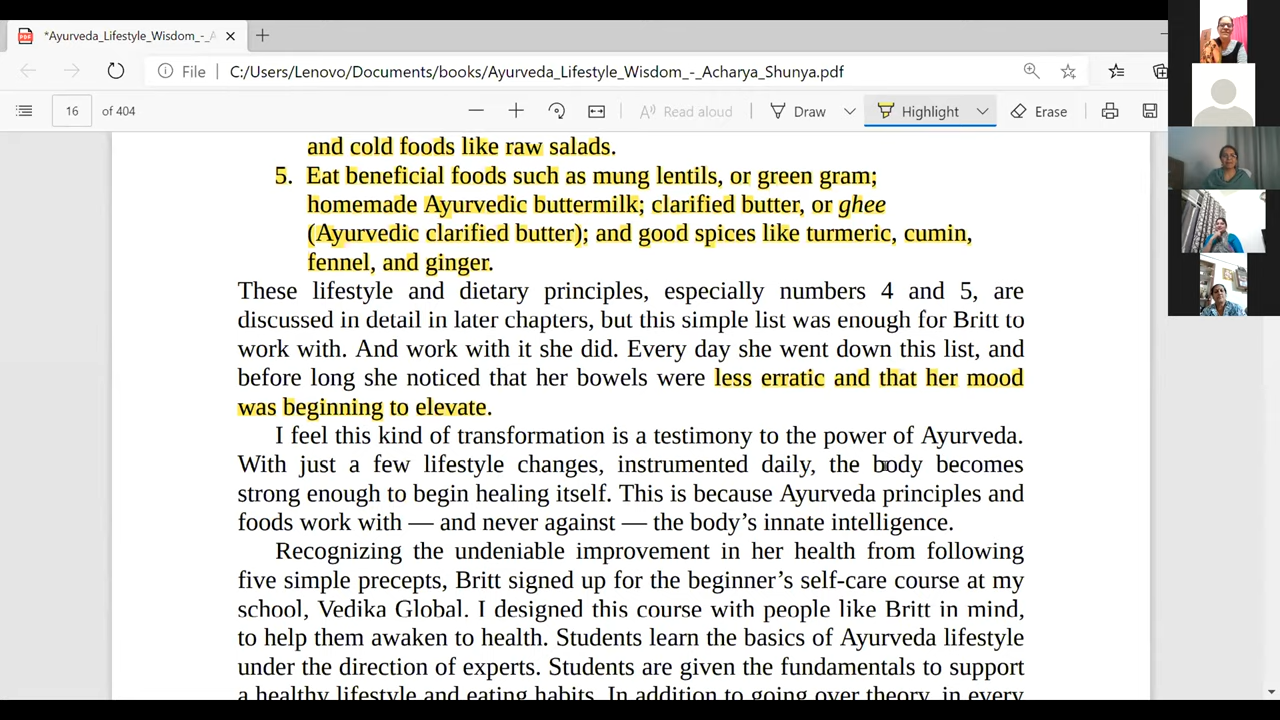 *Ayurveda_Lifestyle_Wisdom_-_A
File C:/Users/Lenovo/Documents/books/Ayurveda_Lifestyle_Wisdom_-_Acharya_Shunya.pdf
16 of 404 Read aloud Draw Highlight Erase
and cold foods like raw salads.
5. Eat beneficial foods such as mung lentils, or green gram;
homemade Ayurvedic buttermilk; clarified butter, or ghee
(Ayurvedic clarified butter); and good spices like turmeric, cumin,
fennel, and ginger.
These lifestyle and dietary principles, especially numbers 4 and 5, are
discussed in detail in later chapters, but this simple list was enough for Britt to
work with. And work with it she did. Every day she went down this list, and
before long she noticed that her bowels were less erratic and that her mood
was beginning to elevate.
I feel this kind of transformation is a testimony to the power of Ayurveda.
With just a few lifestyle changes, instrumented daily, the body becomes
strong enough to begin healing itself. This is because Ayurveda principles and
foods work with — and never against — the body’s innate intelligence.
Recognizing the undeniable improvement in her health from following
five simple precepts, Britt signed up for the beginner’s self-care course at my
school, Vedika Global. I designed this course with people like Britt in mind,
to help them awaken to health. Students learn the basics of Ayurveda lifestyle
under the direction of experts. Students are given the fundamentals to support
a healthy lifestyle and eating habits. In addition to going over theory, in every